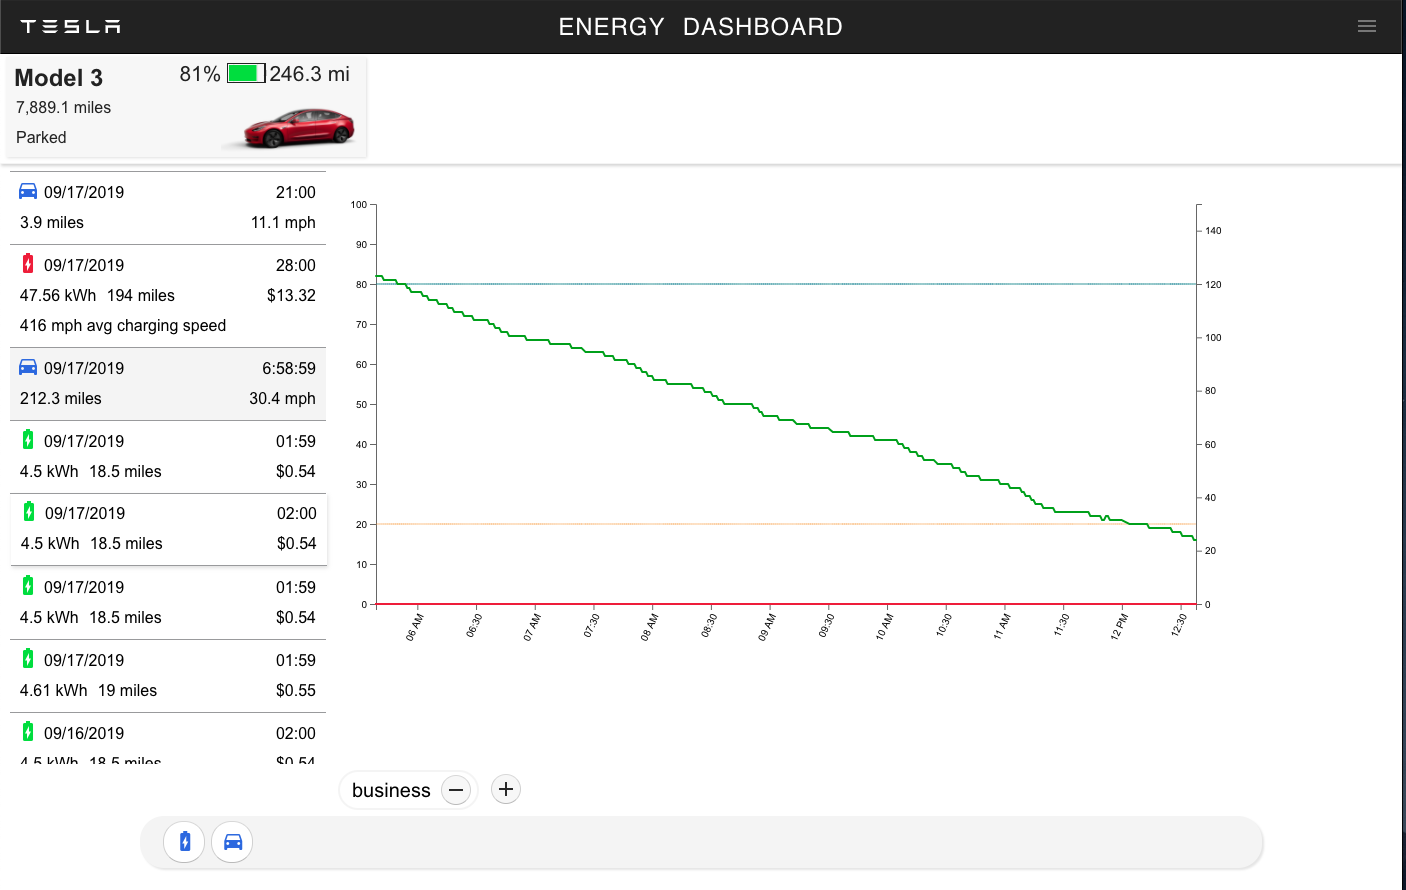 TESLA
ENERGY DASHBOARD
Model 3
81% 246.3 mi
7,889.1 miles
Parked
09/17/2019 21:00
3.9 miles 11.1 mph
09/17/2019 28:00
47.56 kWh 194 miles $13.32
416 mph avg charging speed
09/17/2019 6:58:59
212.3 miles 30.4 mph
09/17/2019 01:59
4.5 kWh 18.5 miles $0.54
09/17/2019 02:00
4.5 kWh 18.5 miles $0.54
09/17/2019 01:59
4.5 kWh 18.5 miles $0.54
09/17/2019 01:59
4.61 kWh 19 miles $0.55
09/16/2019 02:00
4.5 kWh 18.5 miles $0.54
100
90
80
70
60
50
40
30
20
10
0
140
120
100
80
60
40
20
0
06 AM 06:30 07 AM 07:30 08 AM 08:30 09 AM 09:30 10 AM 10:30 11 AM 11:30 12 PM 12:30
business